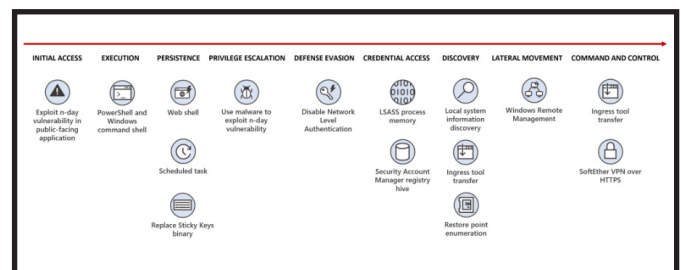 INITIAL ACCESS
EXECUTION
PERSISTENCE
PRIVILEGE ESCALATION
DEFENSE EVASION
CREDENTIAL ACCESS
DISCOVERY
LATERAL MOVEMENT
COMMAND AND CONTROL
Exploit n-day
vulnerability in
public-facing
application
PowerShell and
Windows
command shell
Web shell
Scheduled task
Replace Sticky Keys
binary
Use malware to
exploit n-day
vulnerability
Disable Network
Level
Authentication
LSASS process
memory
Security Account
Manager registry
hive
Local system
information
discovery
Ingress tool
transfer
Restore point
enumeration
Windows Remote
Management
Ingress tool
transfer
SoftEther VPN over
HTTPS